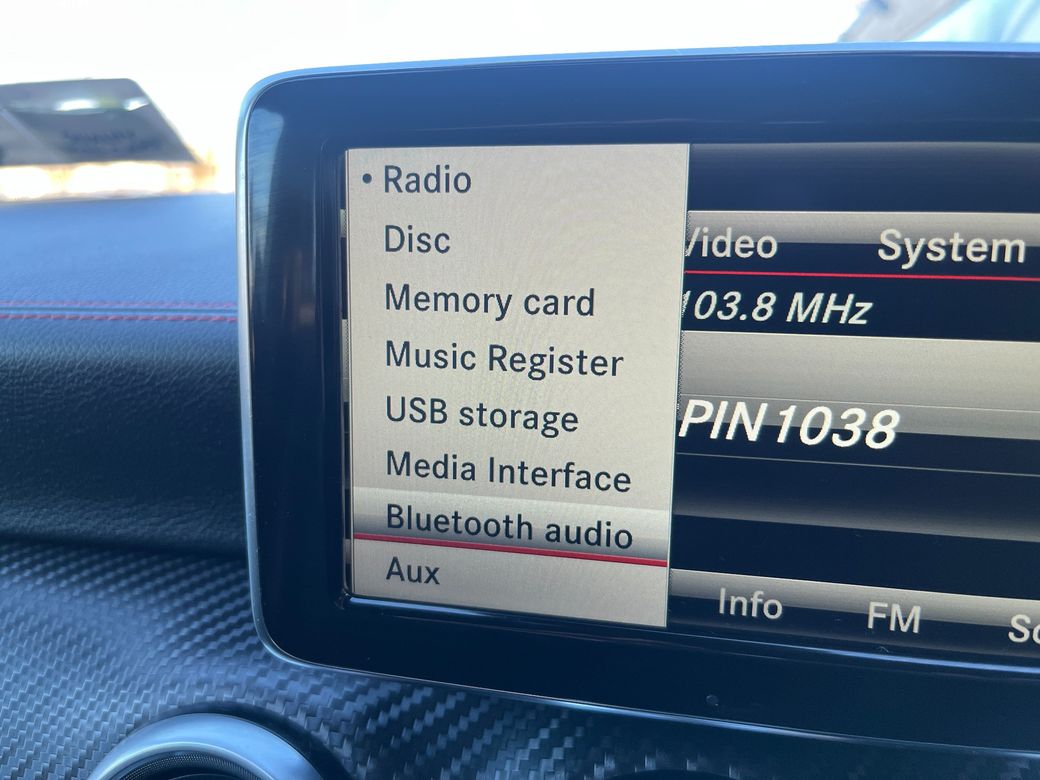 Radio
Disc
Memory card
Music Register
USB storage
Media Interface
Bluetooth audio
Aux
Video System
103.8 MHz
PIN 1038
Info FM